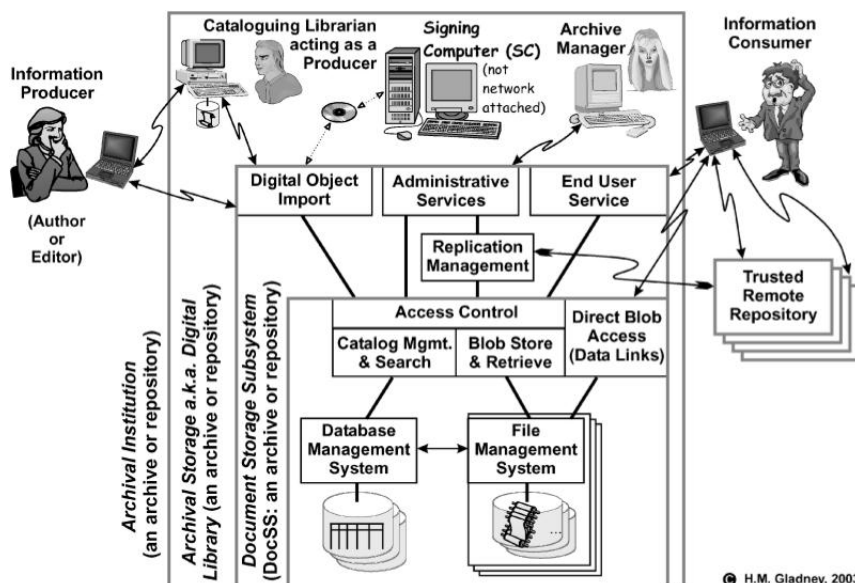 Cataloguing Librarian
acting as a
Producer
Signing
Computer (SC)
(not
network
attached)
Archive
Manager
Information
Consumer
Information
Producer
(Author
or
Editor)
Digital Object
Import
Administrative
Services
End User
Service
Replication
Management
Trusted
Remote
Repository
Access Control
Direct Blob
Access
(Data Links)
Catalog Mgmt.
& Search
Blob Store
& Retrieve
Database
Management
System
File
Management
System
...
Archival Institution
(an archive or repository)
Archival Storage a.k.a. Digital
Library (an archive or repository)
Document Storage Subsystem
(DocSS: an archive or repository)
© H.M. Gladney,